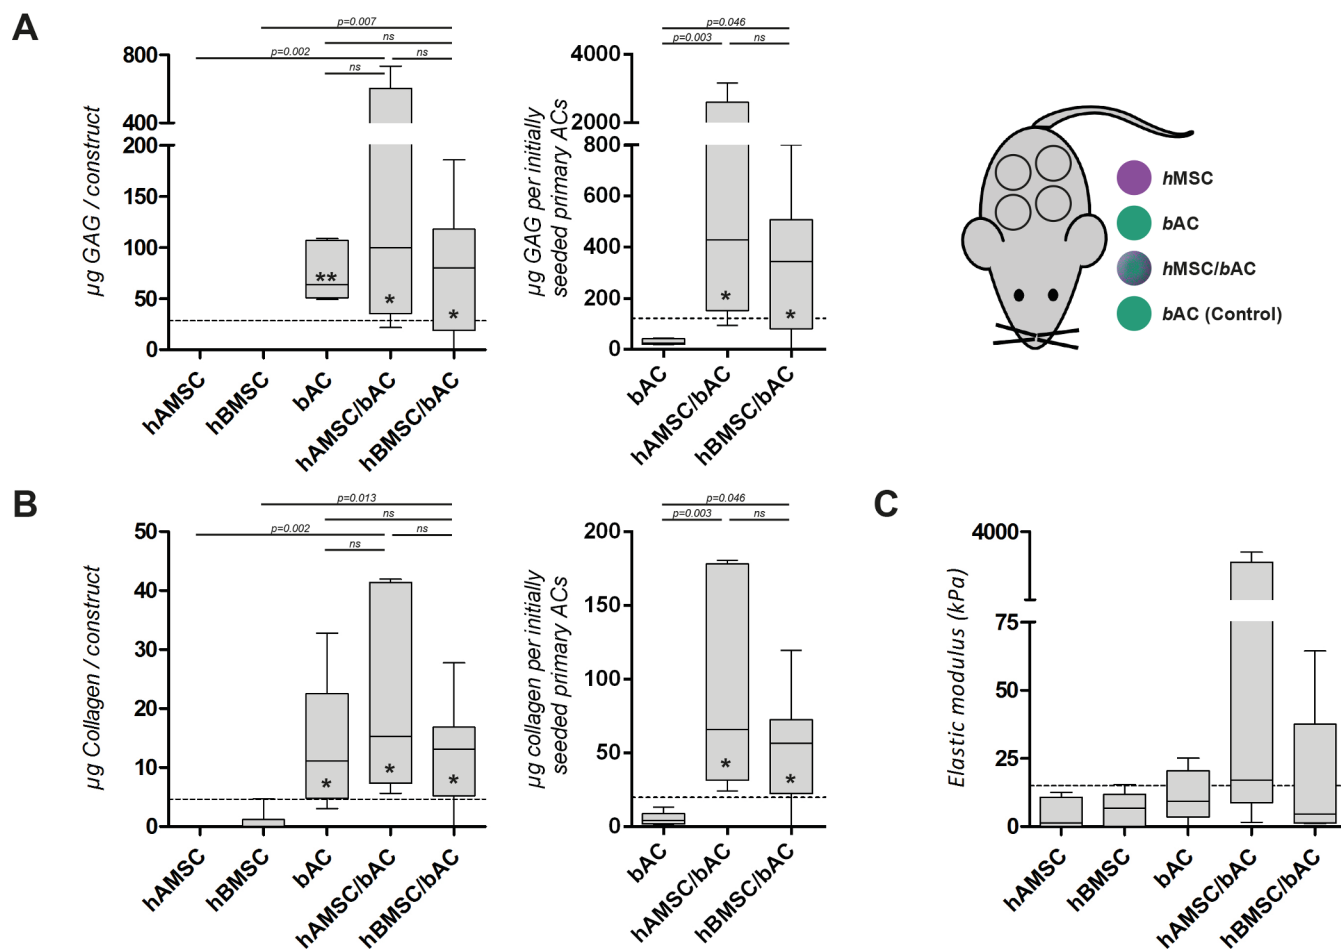 A
p=0.007
ns
p=0.002
ns
ns
800
400
200
150
100
50
0
µg GAG / construct
**
*
*
hAMSC
hBMSC
bAC
hAMSC/bAC
hBMSC/bAC
p=0.046
p=0.003
ns
4000
2000
800
600
400
200
0
µg GAG per initially
seeded primary ACs
*
*
bAC
hAMSC/bAC
hBMSC/bAC
hMSC
bAC
hMSC/bAC
bAC (Control)
B
p=0.013
ns
p=0.002
ns
ns
50
40
30
20
10
0
µg Collagen / construct
*
*
*
hAMSC
hBMSC
bAC
hAMSC/bAC
hBMSC/bAC
p=0.046
p=0.003
ns
200
150
100
50
0
µg collagen per initially
seeded primary ACs
*
*
bAC
hAMSC/bAC
hBMSC/bAC
C
4000
75
50
25
0
Elastic modulus (kPa)
hAMSC
hBMSC
bAC
hAMSC/bAC
hBMSC/bAC